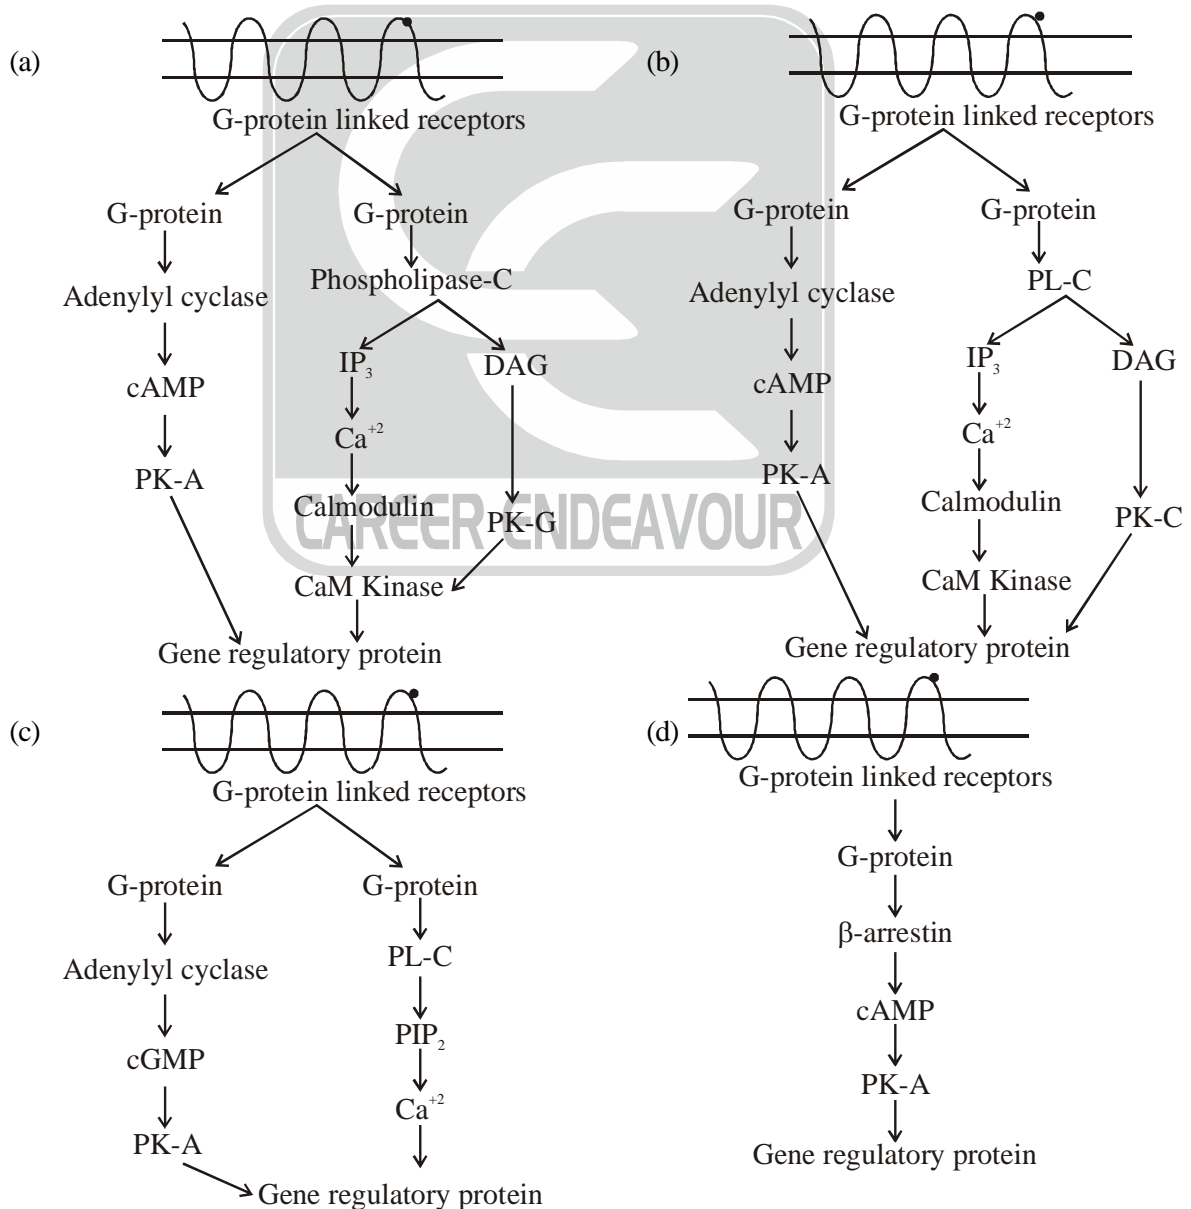 (a)
G-protein linked receptors
G-protein
G-protein
Adenylyl cyclase
Phospholipase-C
cAMP
IP3
DAG
PK-A
Ca+2
Calmodulin
PK-G
CaM Kinase
Gene regulatory protein
(b)
G-protein linked receptors
G-protein
G-protein
Adenylyl cyclase
PL-C
cAMP
IP3
DAG
PK-A
Ca+2
Calmodulin
PK-C
CaM Kinase
Gene regulatory protein
CAREER ENDEAVOUR
(c)
G-protein linked receptors
G-protein
G-protein
Adenylyl cyclase
PL-C
cGMP
PIP2
PK-A
Ca+2
Gene regulatory protein
(d)
G-protein linked receptors
G-protein
β-arrestin
cAMP
PK-A
Gene regulatory protein